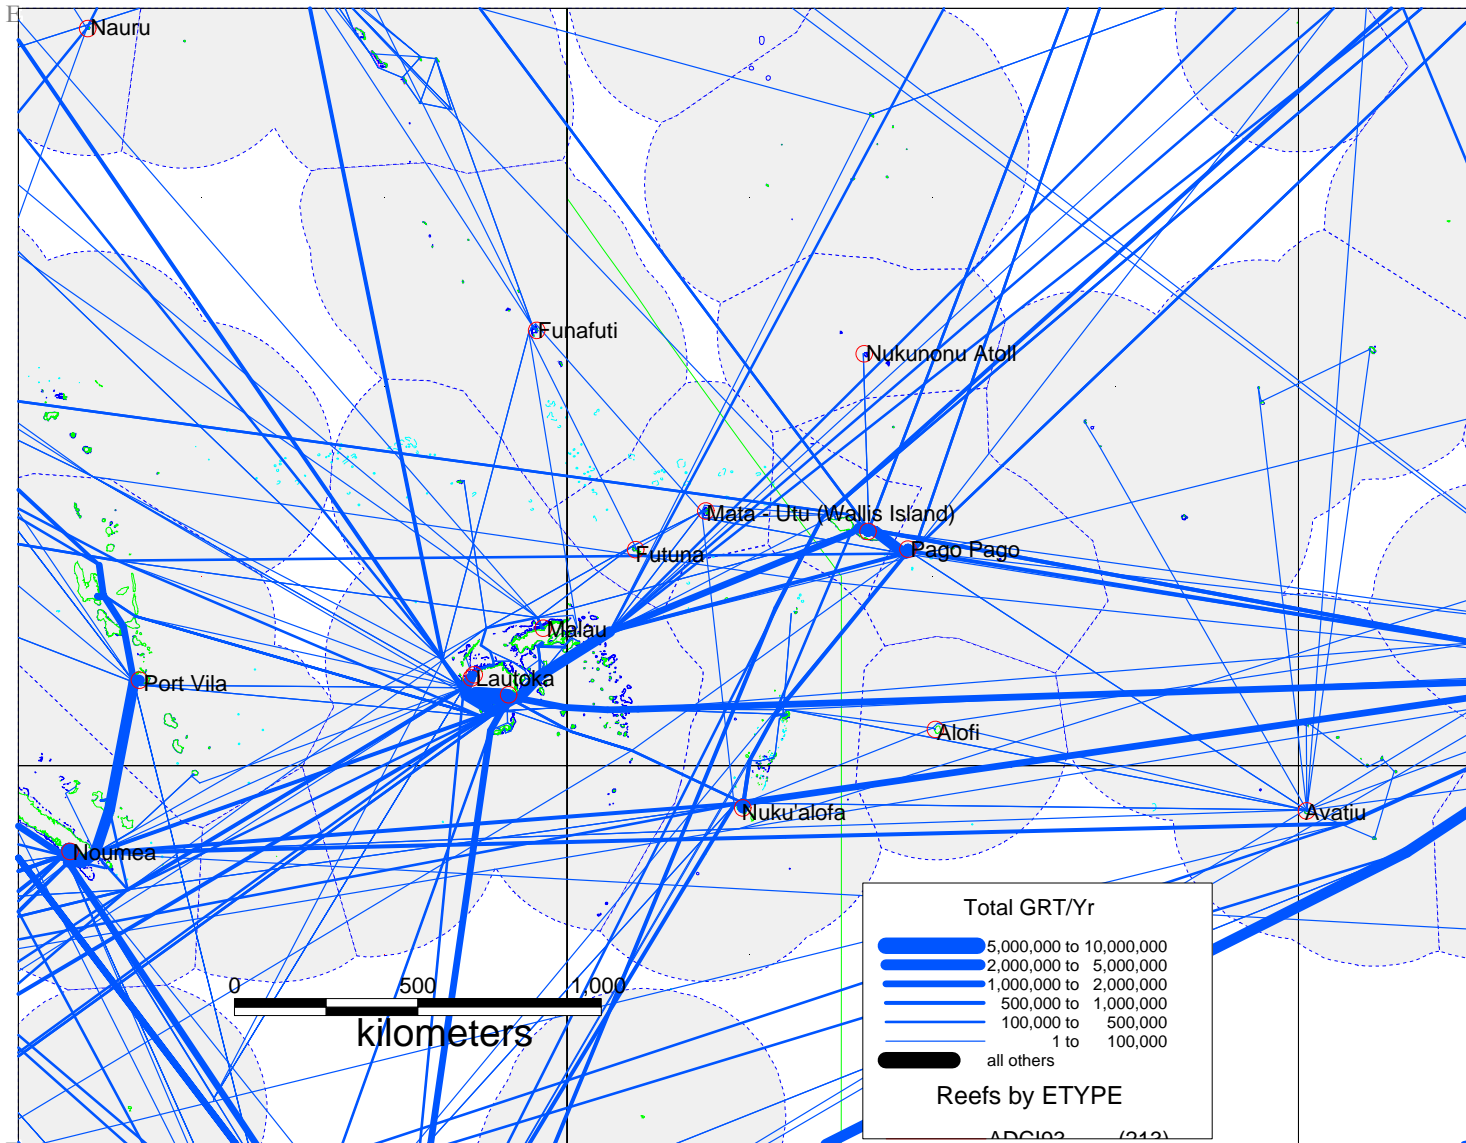 E
Nauru
Funafuti
Nukunonu Atoll
Mata - Utu (Wallis Island)
Pago Pago
Futuna
Malau
Lautoka
Port Vila
Alofi
Nuku'alofa
Avatiu
Noumea
Total GRT/Yr
5,000,000 to 10,000,000
2,000,000 to 5,000,000
1,000,000 to 2,000,000
500,000 to 1,000,000
100,000 to 500,000
1 to 100,000
all others
Reefs by ETYPE
0 500 1,000
kilometers